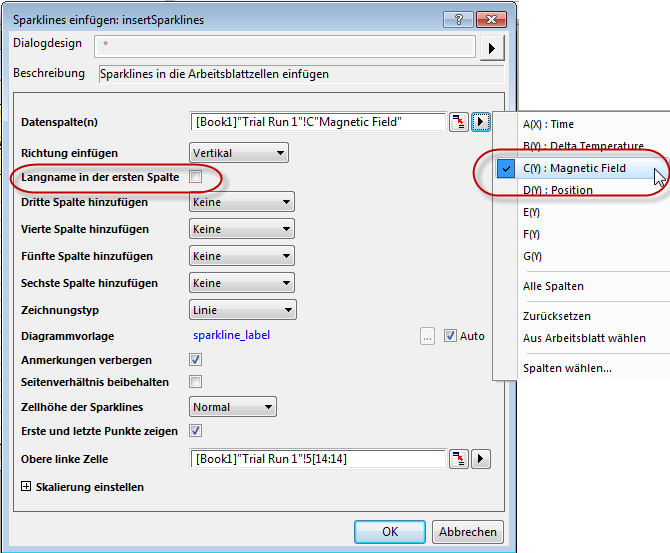 Sparklines einfügen: insertSparklines
Dialogdesign *
Beschreibung Sparklines in die Arbeitsblattzellen einfügen
Datenspalte(n) [Book1]"Trial Run 1"!C"Magnetic Field"
Richtung einfügen Vertikal
Langname in der ersten Spalte
Dritte Spalte hinzufügen Keine
Vierte Spalte hinzufügen Keine
Fünfte Spalte hinzufügen Keine
Sechste Spalte hinzufügen Keine
Zeichnungstyp Linie
Diagrammvorlage sparkline_label ... Auto
Anmerkungen verbergen
Seitenverhältnis beibehalten
Zellhöhe der Sparklines Normal
Erste und letzte Punkte zeigen
Obere linke Zelle [Book1]"Trial Run 1"!5[14:14]
Skalierung einstellen
OK Abbrechen
A(X) : Time
B(Y) : Delta Temperature
C(Y) : Magnetic Field
D(Y) : Position
E(Y)
F(Y)
G(Y)
Alle Spalten
Zurücksetzen
Aus Arbeitsblatt wählen
Spalten wählen...